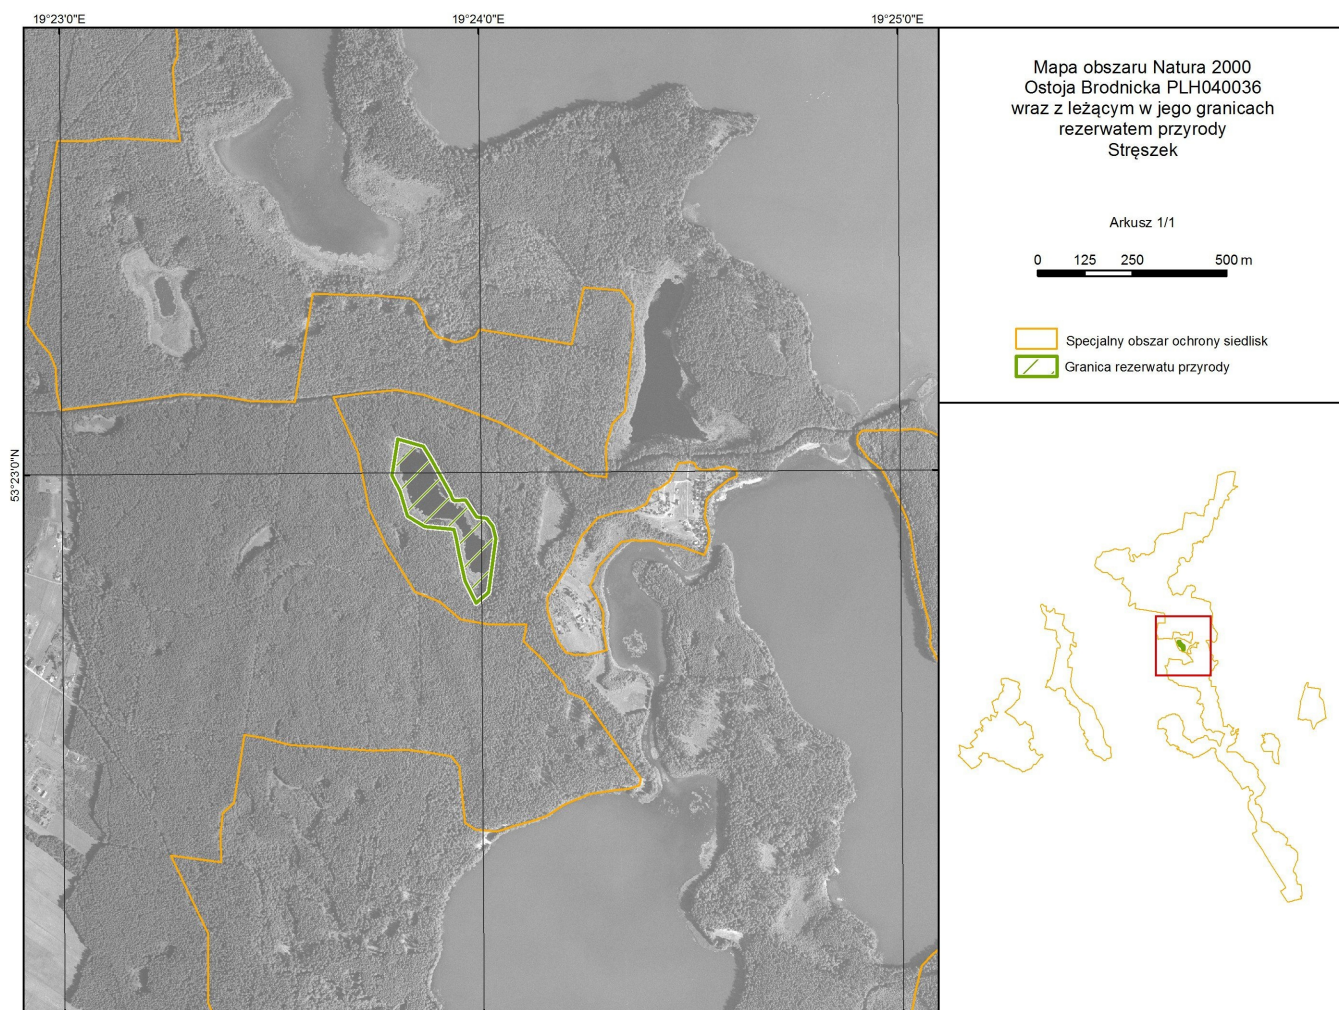 19°23'0"E
19°24'0"E
19°25'0"E
53°23'0"N
Mapa obszaru Natura 2000
Ostoja Brodnicka PLH040036
wraz z leżącym w jego granicach
rezerwatem przyrody
Stręszek
Arkusz 1/1
0 125 250 500 m
Specjalny obszar ochrony siedlisk
Granica rezerwatu przyrody